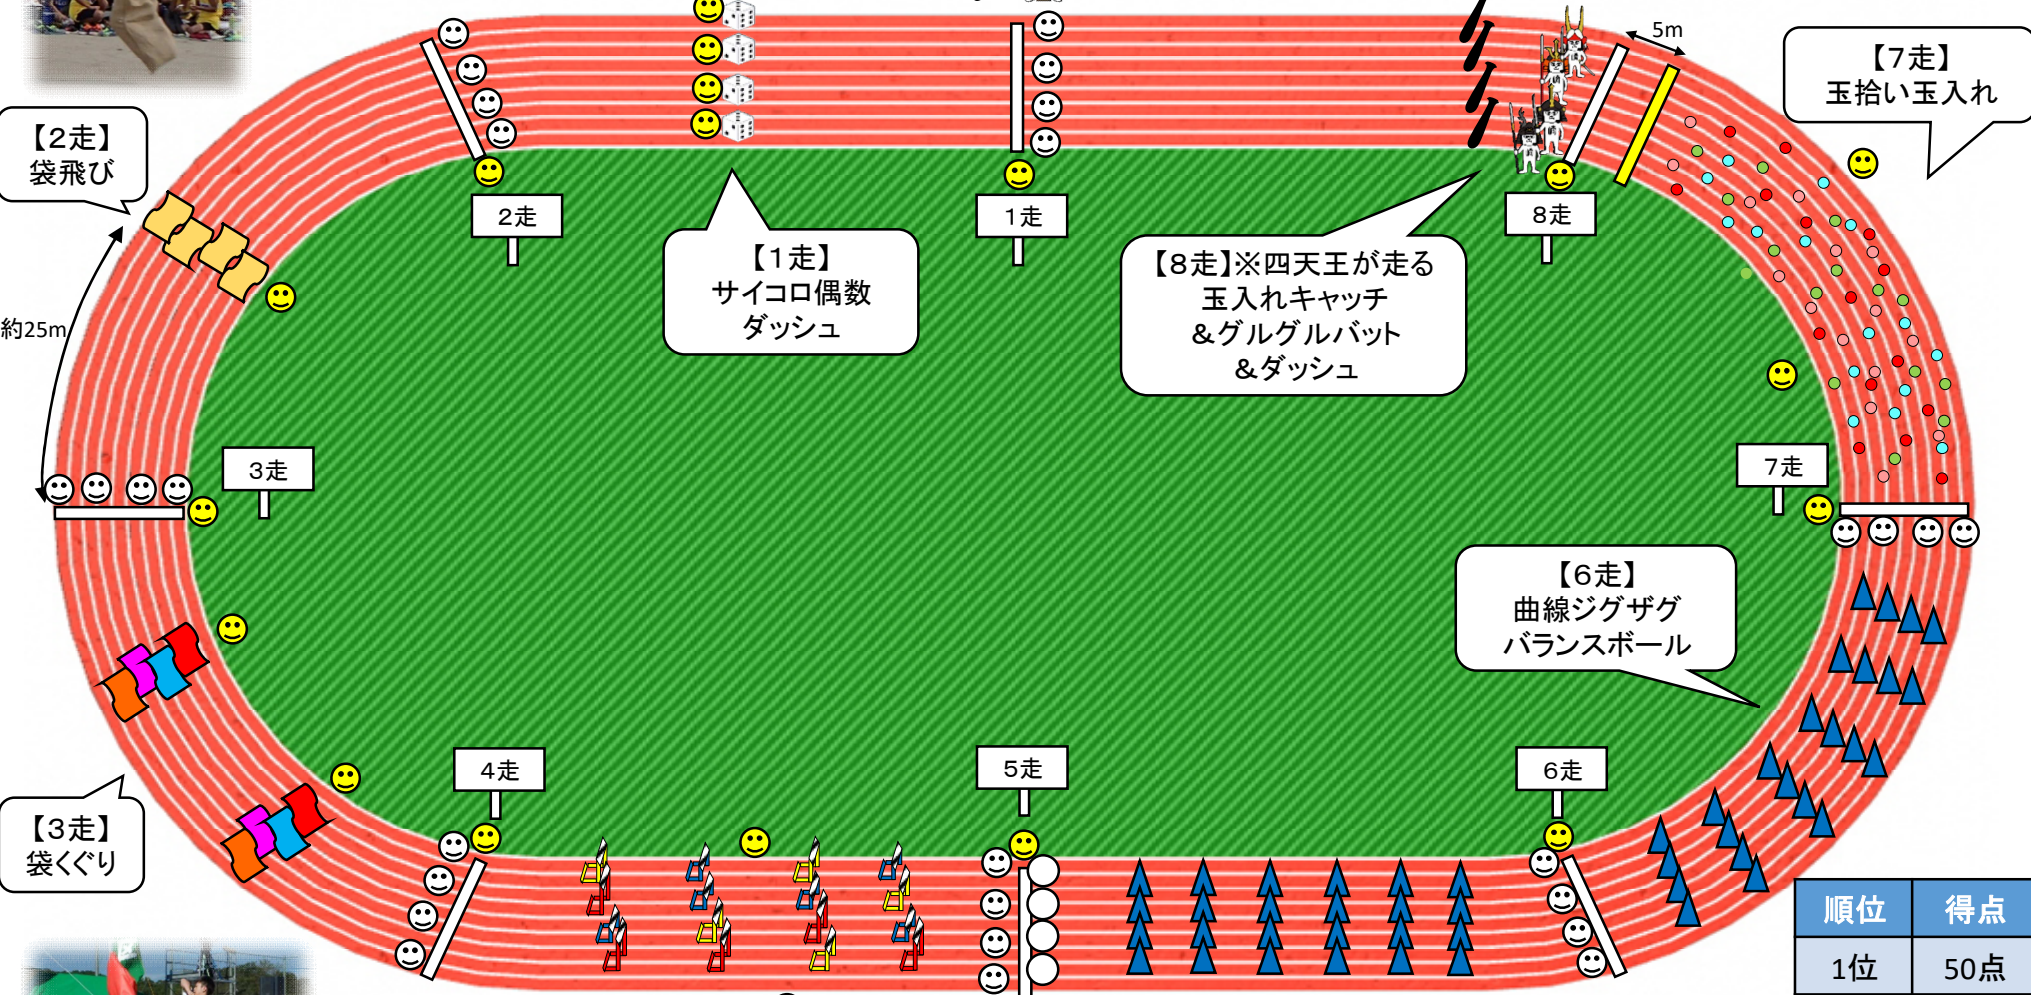 5m
【7走】
玉拾い玉入れ
【2走】
袋飛び
2走
1走
8走
【1走】
サイコロ偶数
ダッシュ
【8走】※四天王が走る
玉入れキャッチ
＆グルグルバット
＆ダッシュ
約25m
3走
7走
【6走】
曲線ジグザグ
バランスボール
4走
5走
6走
【3走】
袋くぐり
順位 得点
1位 50点